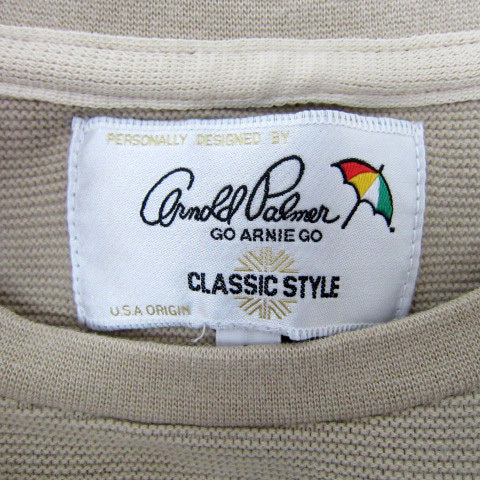 PERSONALLY DESIGNED BY
Arnold Palmer
GO ARNIE GO
CLASSIC STYLE
U.S.A ORIGIN